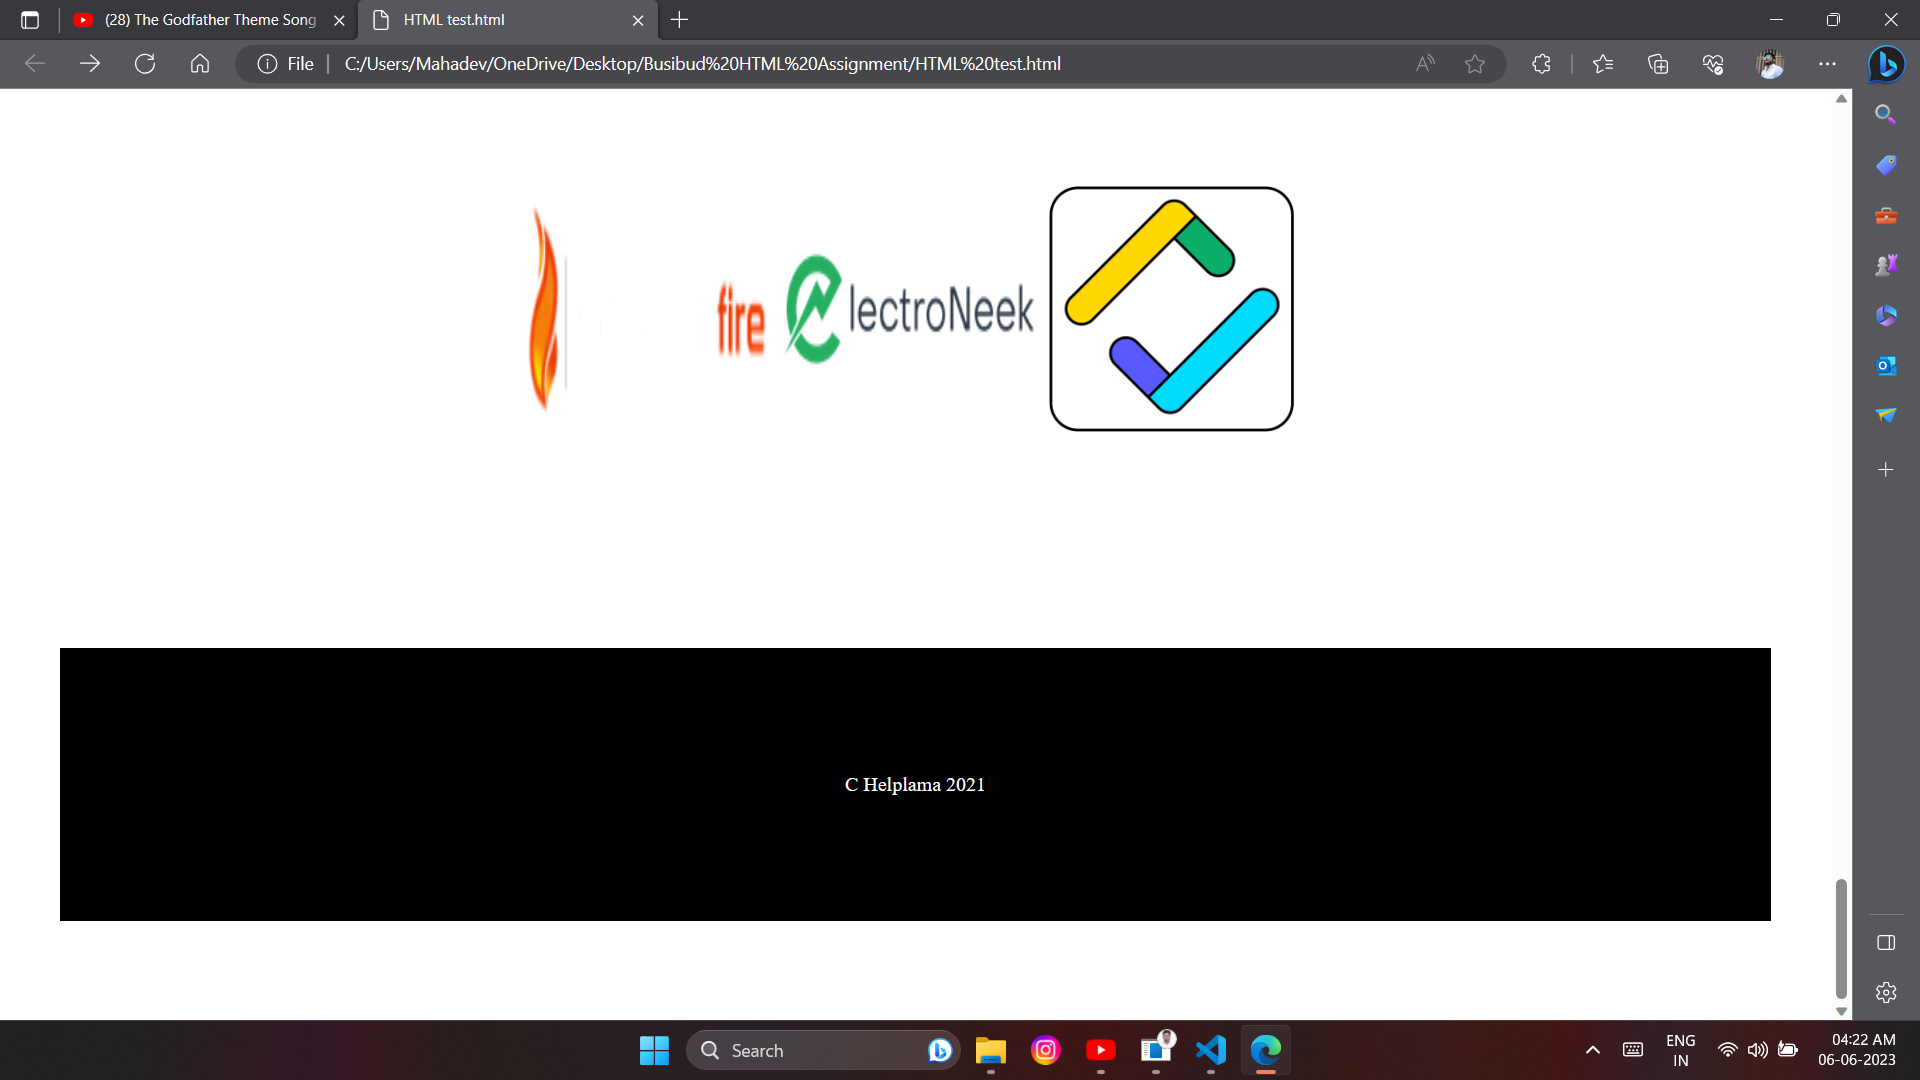 (28) The Godfather Theme Song
HTML test.html
File
C:/Users/Mahadev/OneDrive/Desktop/Busibud%20HTML%20Assignment/HTML%20test.html
fire
lectroNeek
C Helplama 2021
Search
ENG
IN
04:22 AM
06-06-2023